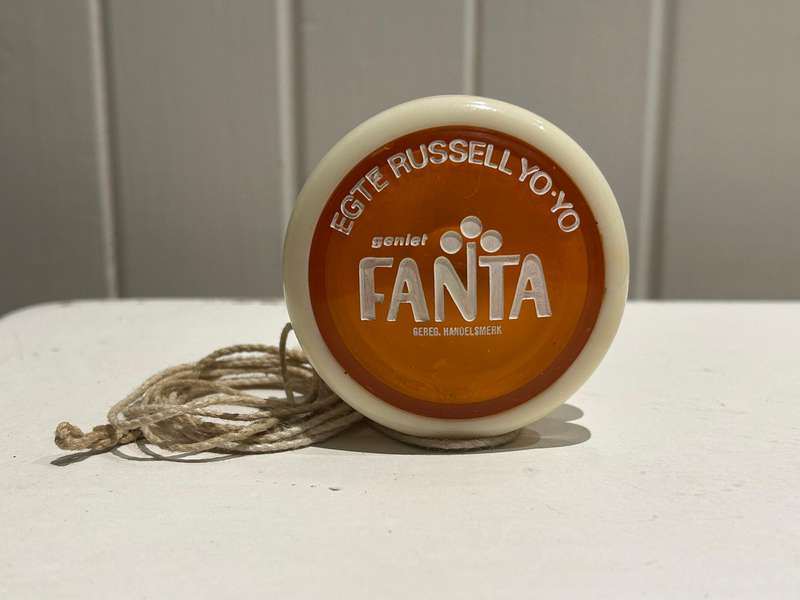 EGTE RUSSELL YO·YO
geniet
FANTA
GEREG. HANDELSMERK